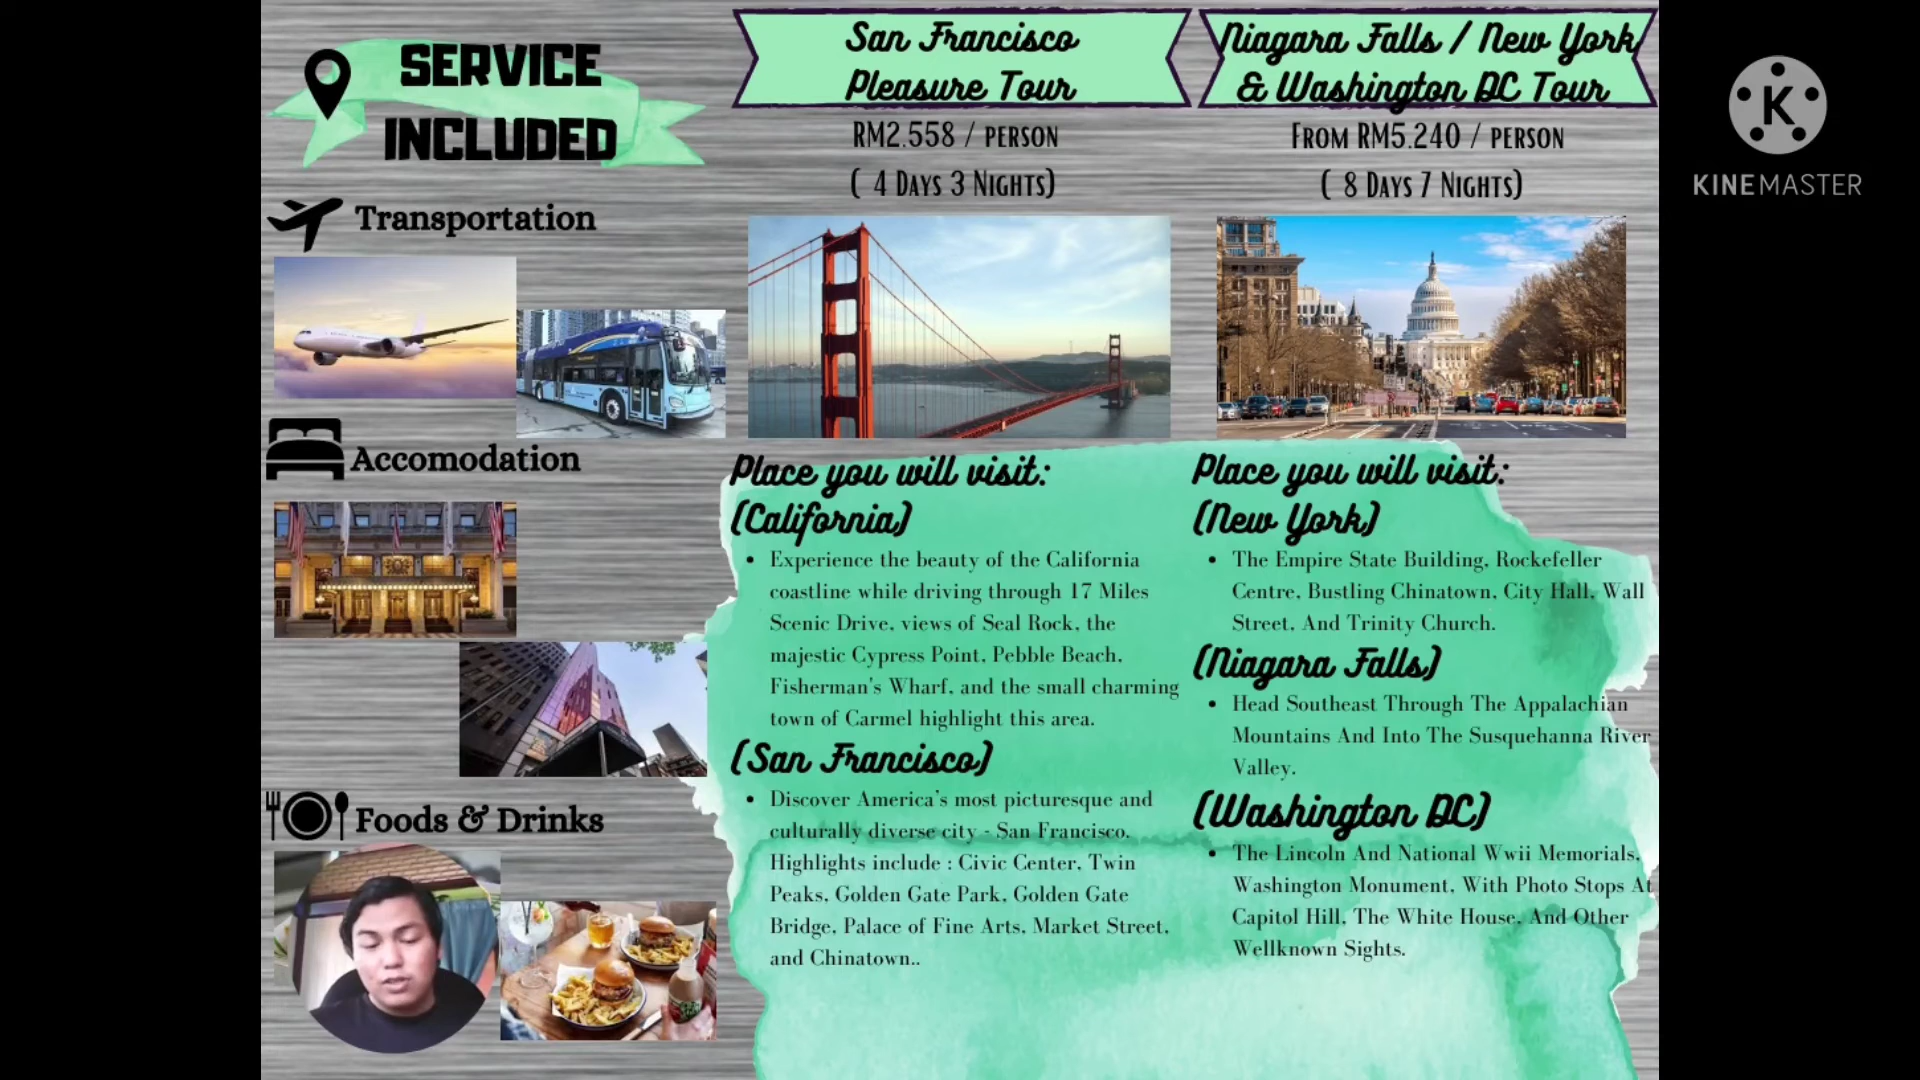 SERVICE
INCLUDED
Transportation
Accomodation
Foods & Drinks
San Francisco
Pleasure Tour
RM2.558 / PERSON
( 4 DAYS 3 NIGHTS)
Place you will visit:
(California)
• Experience the beauty of the California
coastline while driving through 17 Miles
Scenic Drive, views of Seal Rock, the
majestic Cypress Point, Pebble Beach,
Fisherman's Wharf, and the small charming
town of Carmel highlight this area.
(San Francisco)
• Discover America's most picturesque and
culturally diverse city - San Francisco.
Highlights include : Civic Center, Twin
Peaks, Golden Gate Park, Golden Gate
Bridge, Palace of Fine Arts, Market Street,
and Chinatown..
Niagara Falls / New York
& Washington DC Tour
FROM RM5.240 / PERSON
( 8 DAYS 7 NIGHTS)
Place you will visit:
(New York)
• The Empire State Building, Rockefeller
Centre, Bustling Chinatown, City Hall, Wall
Street, And Trinity Church.
(Niagara Falls)
• Head Southeast Through The Appalachian
Mountains And Into The Susquehanna River
Valley.
(Washington DC)
• The Lincoln And National Wwii Memorials,
Washington Monument, With Photo Stops At
Capitol Hill, The White House, And Other
Wellknown Sights.
K
KINEMASTER